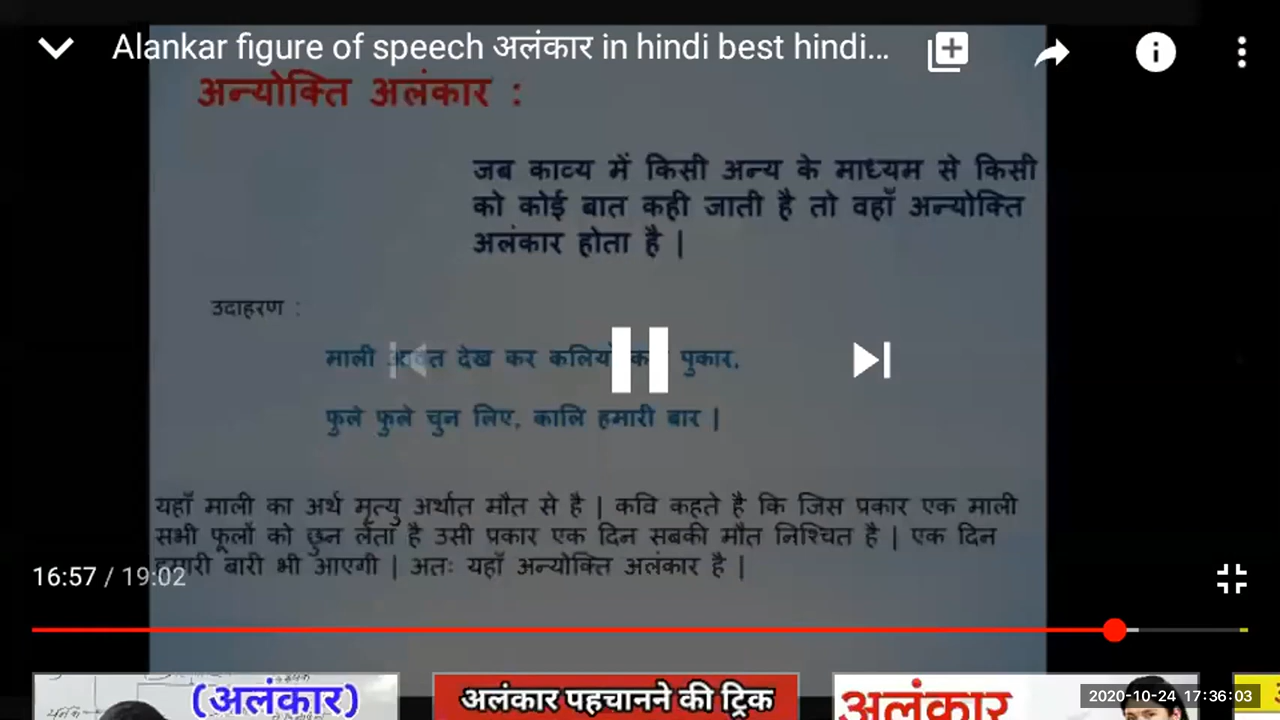 Alankar figure of speech अलंकार in hindi best hindi...
अन्योक्ति अलंकार :
जब काव्य में किसी अन्य के माध्यम से किसी
को कोई बात कही जाती है तो वहाँ अन्योक्ति
अलंकार होता है |
उदाहरण :
माली देख कर पुकार,
फुले फुले चुन लिए, कालि हमारी बार |
यहाँ माली का अर्थ मृत्यु अर्थात मौत से है | कवि कहते है कि जिस प्रकार एक माली
सभी फूलों को छुन लेता है उसी प्रकार एक दिन सबकी मौत निश्चित है | एक दिन
हमारी बारी भी आएगी | अतः यहाँ अन्योक्ति अलंकार है |
16:57 / 19:02
(अलंकार)
अलंकार पहचानने की ट्रिक
अलंकार
2020-10-24 17:36:03